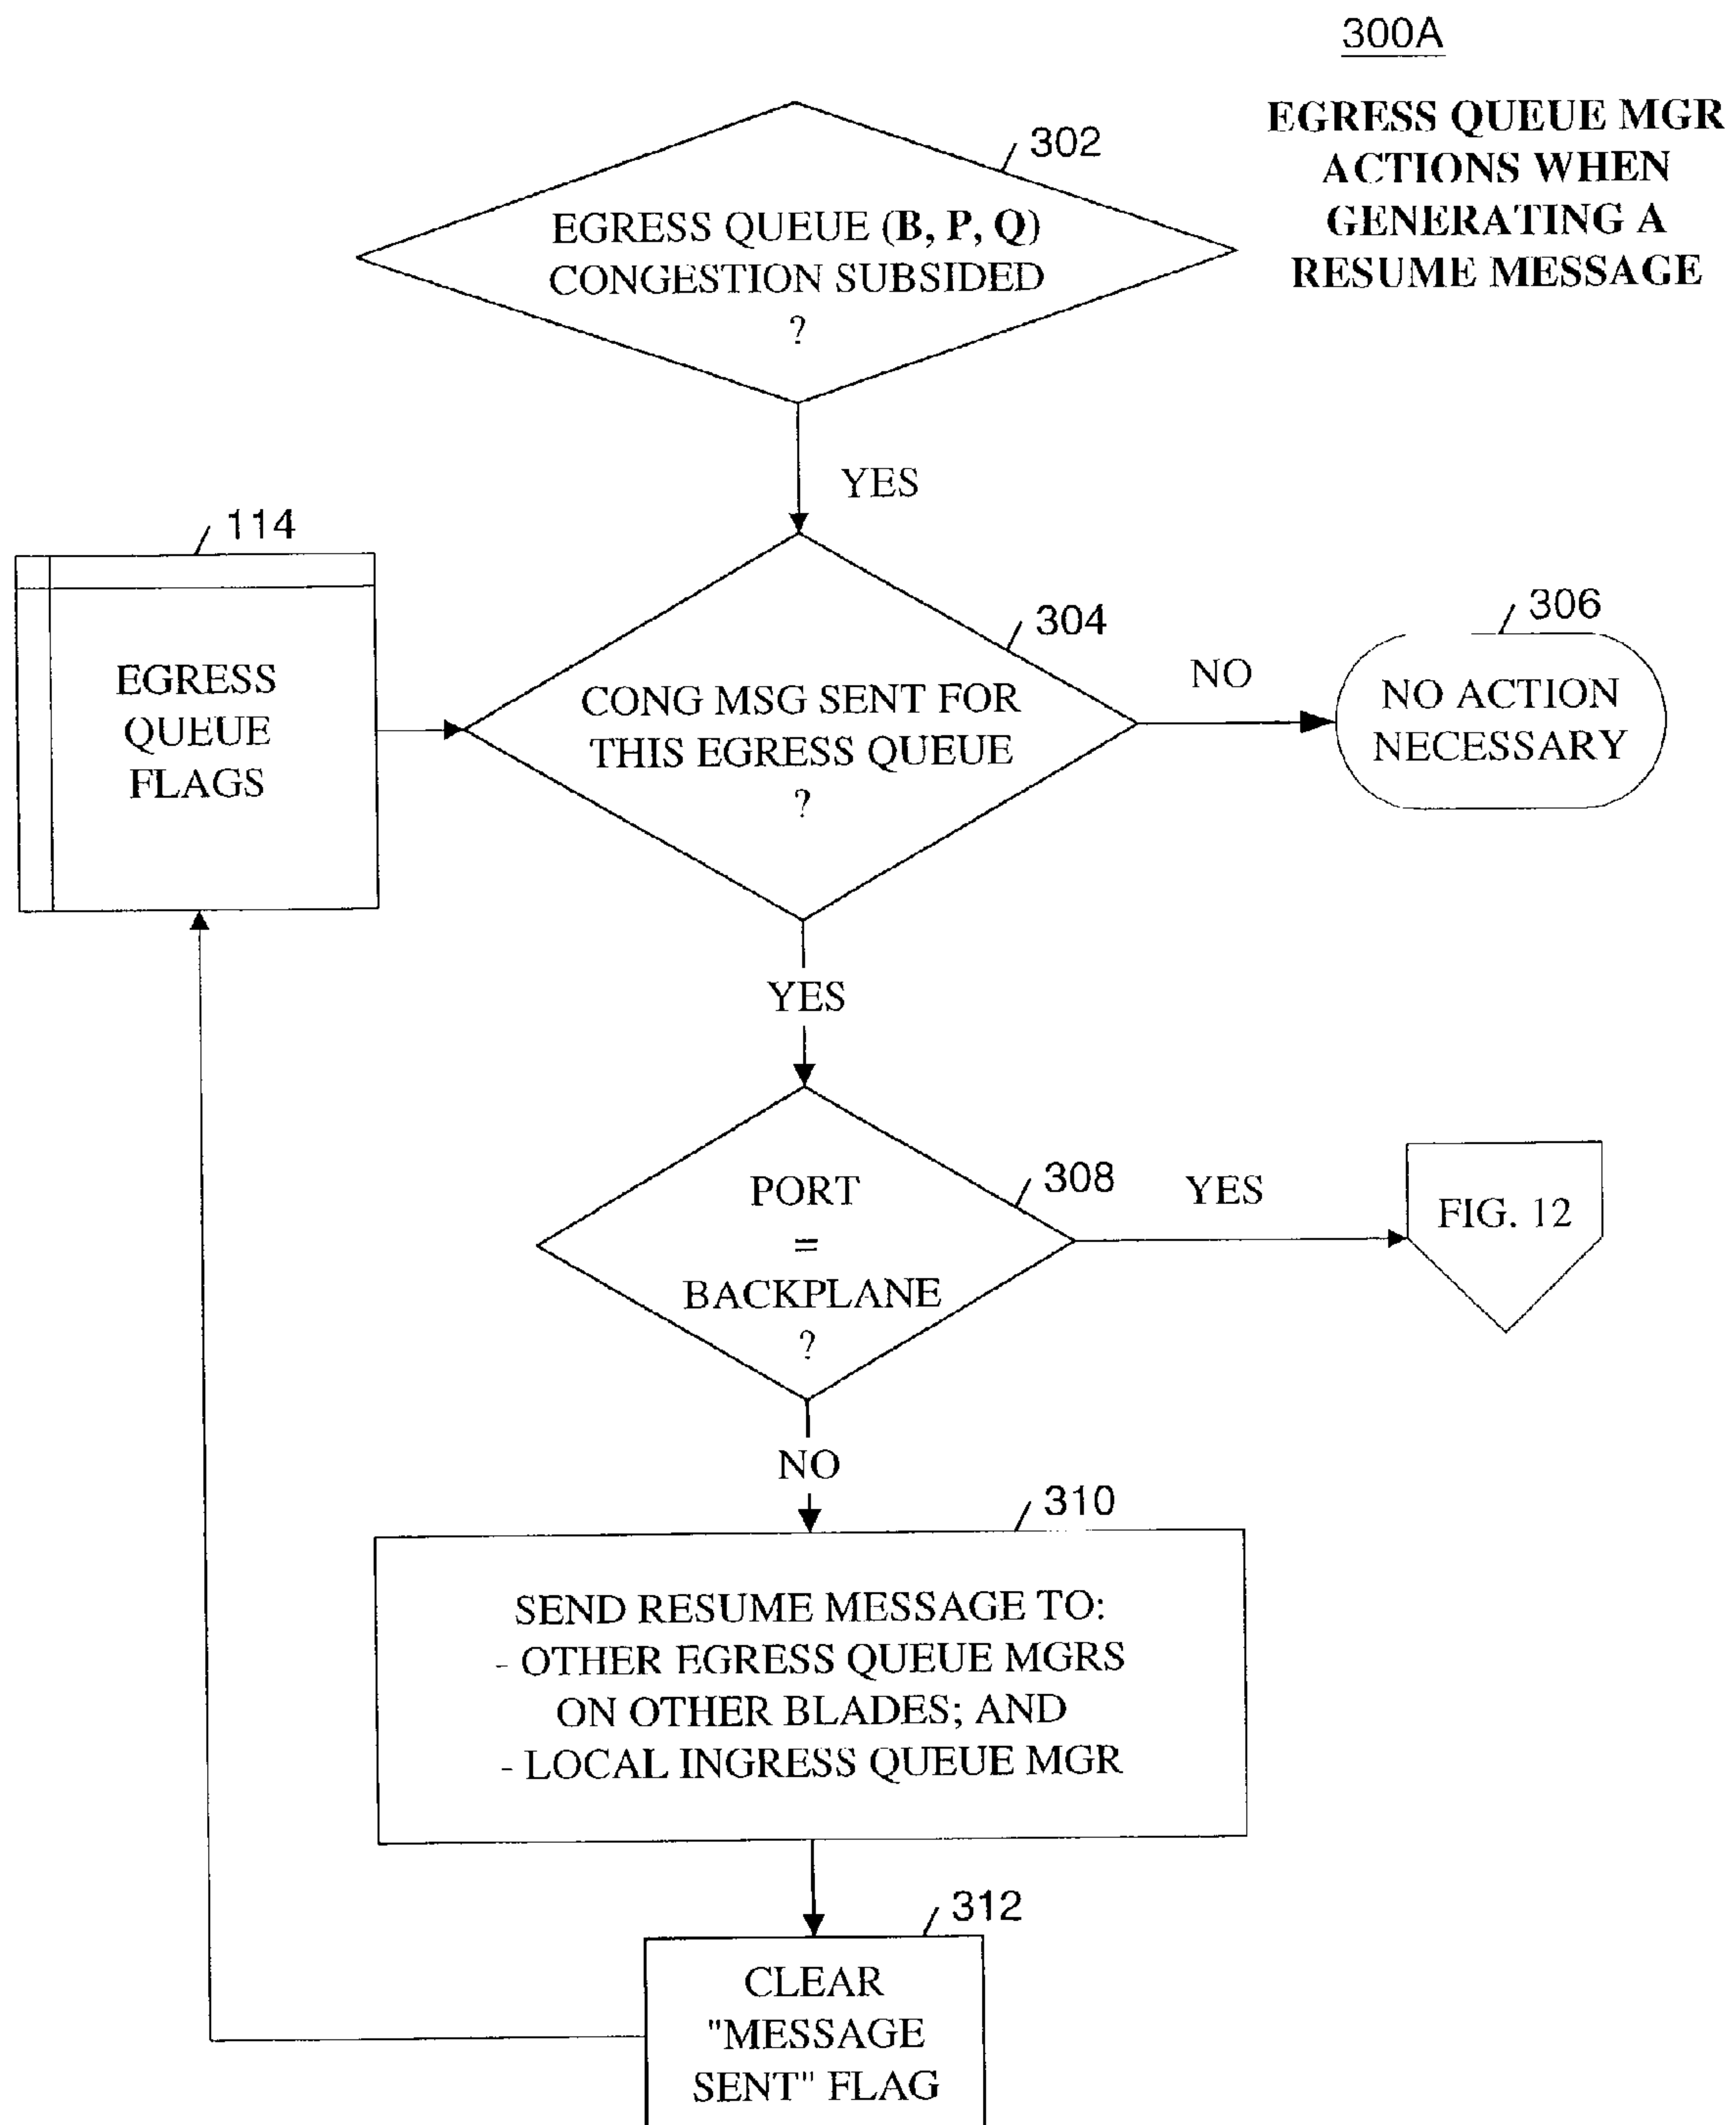 300A
EGRESS QUEUE MGR
ACTIONS WHEN
GENERATING A
RESUME MESSAGE
302
EGRESS QUEUE (B, P, Q)
CONGESTION SUBSIDED
?
YES
114
EGRESS
QUEUE
FLAGS
304
CONG MSG SENT FOR
THIS EGRESS QUEUE
?
NO
306
NO ACTION
NECESSARY
YES
308
PORT
=
BACKPLANE
?
YES
FIG. 12
NO
310
SEND RESUME MESSAGE TO:
- OTHER EGRESS QUEUE MGRS
ON OTHER BLADES; AND
- LOCAL INGRESS QUEUE MGR
312
CLEAR
"MESSAGE
SENT" FLAG